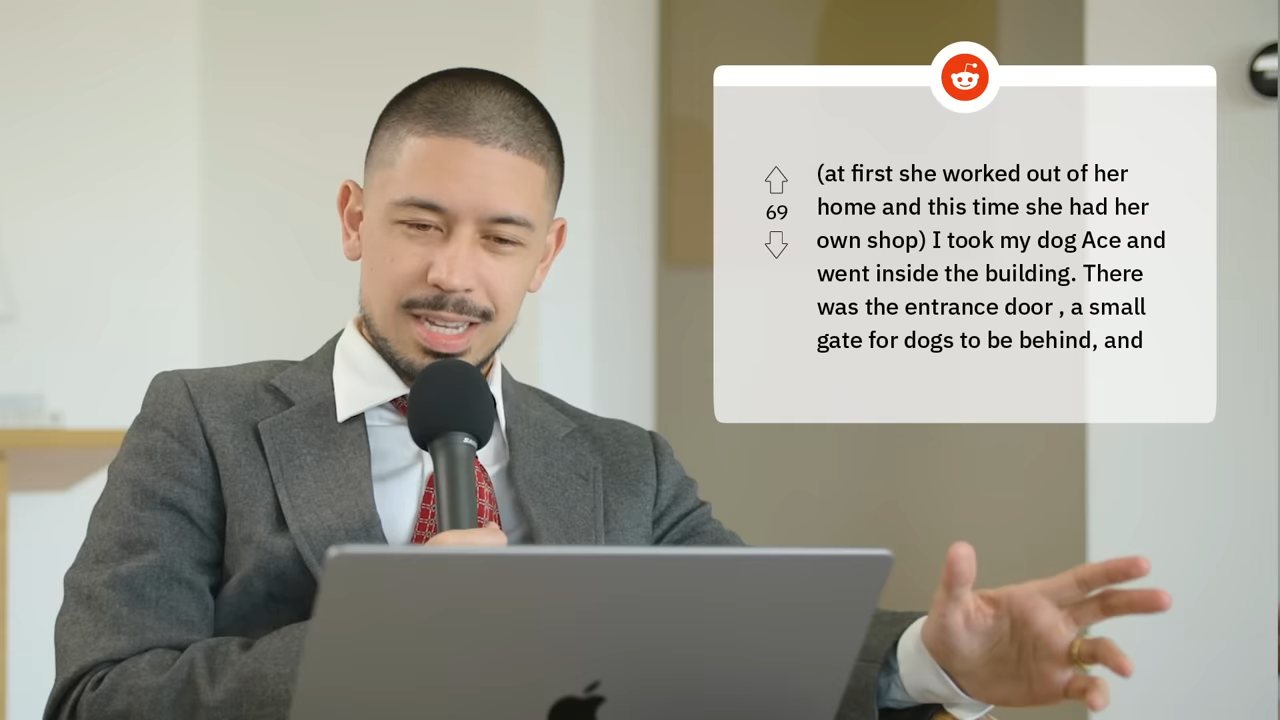 69
(at first she worked out of her
home and this time she had her
own shop) I took my dog Ace and
went inside the building. There
was the entrance door , a small
gate for dogs to be behind, and